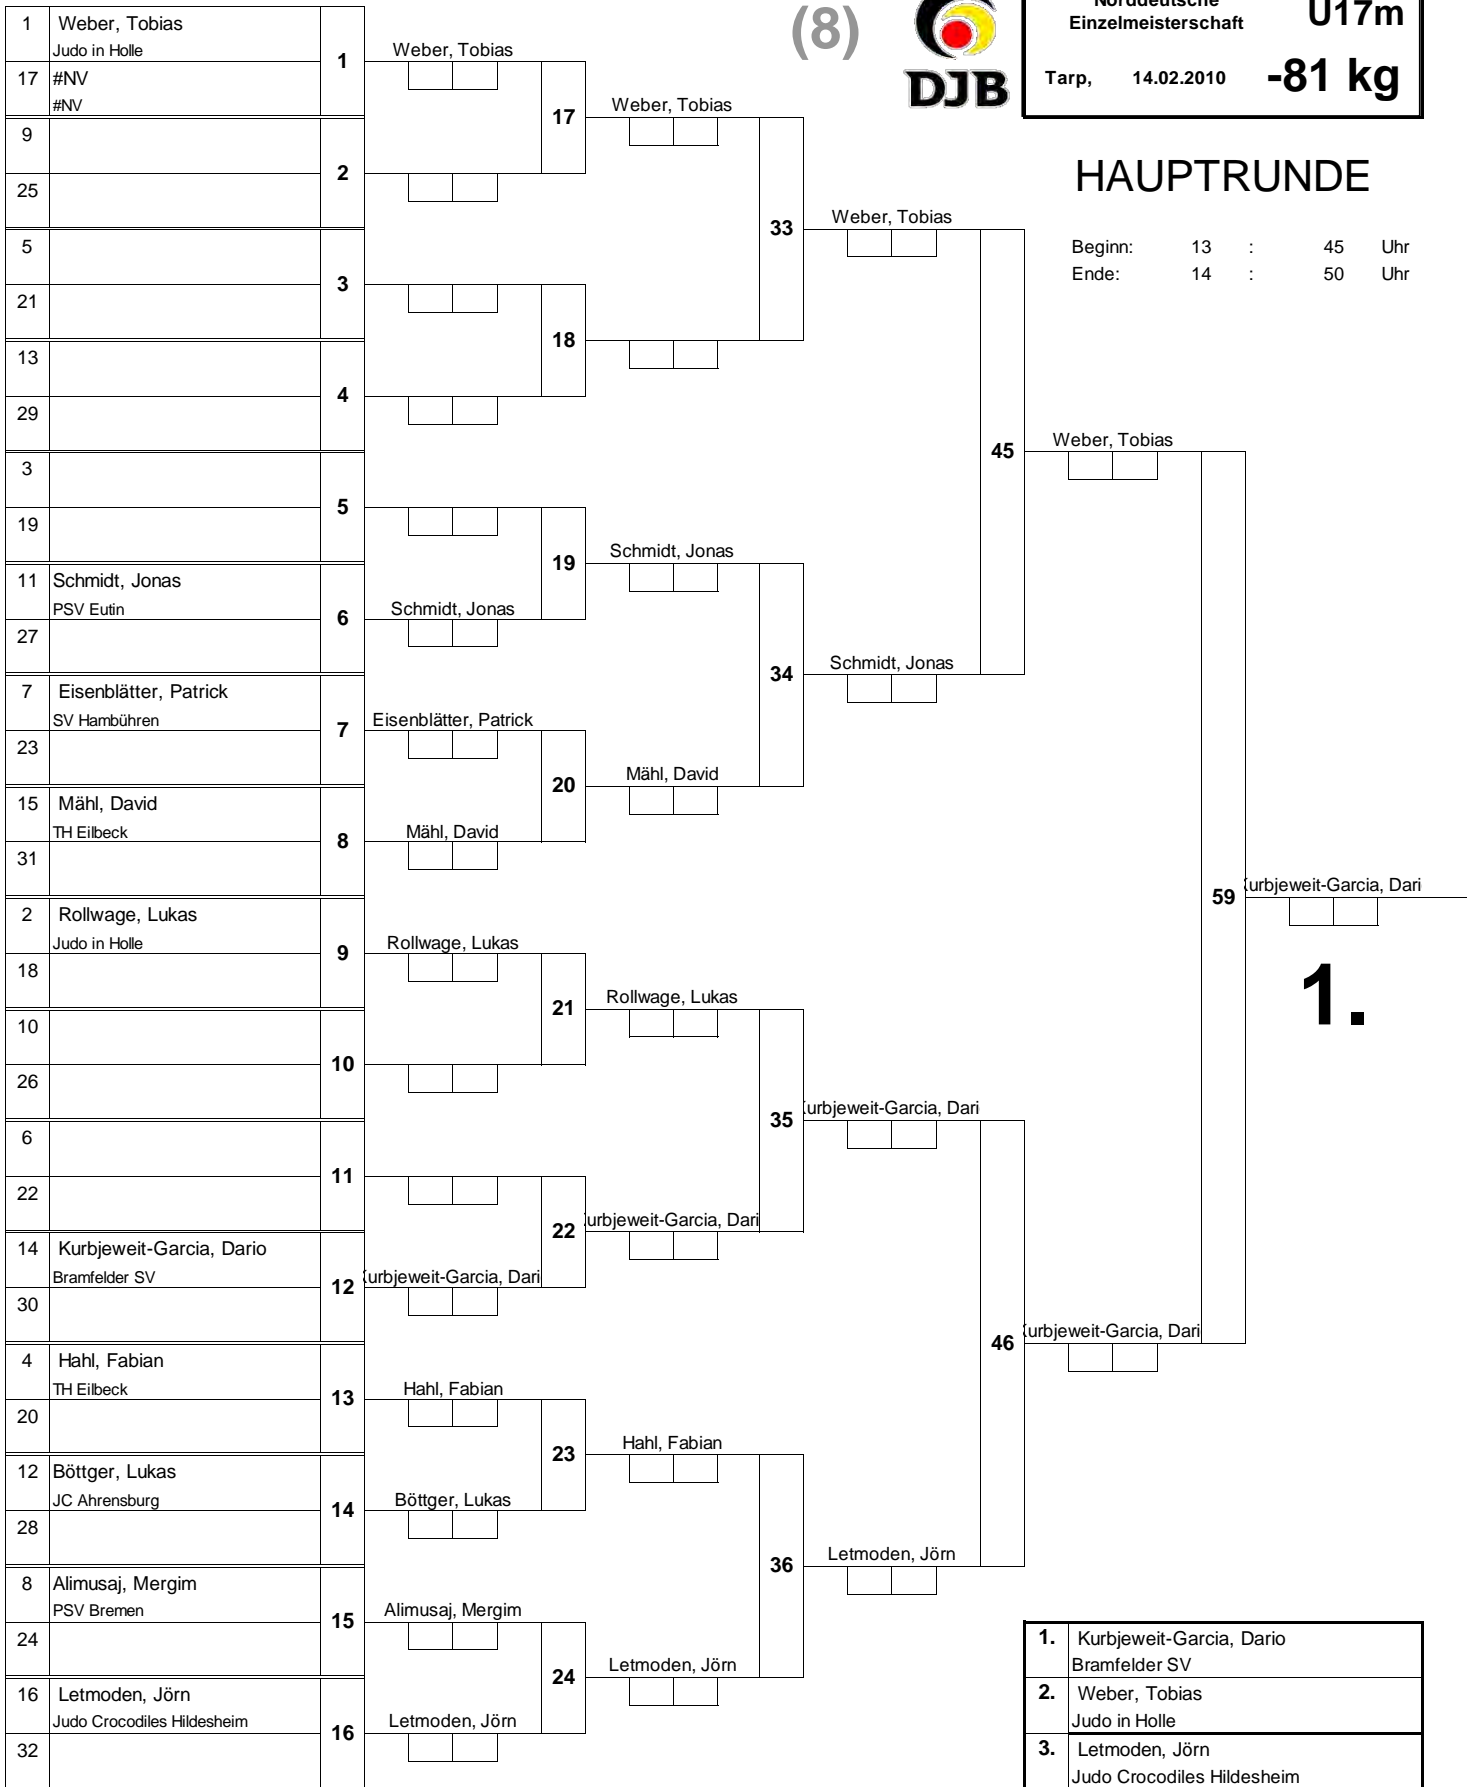 (8)
DJB
Norddeutsche
Einzelmeisterschaft
U17m
Tarp, 14.02.2010 -81 kg
HAUPTRUNDE
Beginn: 13 : 45 Uhr
Ende: 14 : 50 Uhr
1 Weber, Tobias
Judo in Holle
17 #NV
#NV
1
9
25
2
5
21
3
13
29
4
3
19
5
11 Schmidt, Jonas
PSV Eutin
27
6
7 Eisenblätter, Patrick
SV Hambühren
23
7
15 Mähl, David
TH Eilbeck
31
8
2 Rollwage, Lukas
Judo in Holle
18
9
10
26
10
6
22
11
14 Kurbjeweit-Garcia, Dario
Bramfelder SV
30
12
4 Hahl, Fabian
TH Eilbeck
20
13
12 Böttger, Lukas
JC Ahrensburg
28
14
8 Alimusaj, Mergim
PSV Bremen
24
15
16 Letmoden, Jörn
Judo Crocodiles Hildesheim
32
16
Weber, Tobias
17
18
Schmidt, Jonas
19
Eisenblätter, Patrick
20
Mähl, David
Rollwage, Lukas
21
22
urbjeweit-Garcia, Dari
Hahl, Fabian
23
Böttger, Lukas
Alimusaj, Mergim
24
Letmoden, Jörn
Weber, Tobias
33
Schmidt, Jonas
34
Mähl, David
Rollwage, Lukas
35
urbjeweit-Garcia, Dari
Hahl, Fabian
36
Letmoden, Jörn
Weber, Tobias
45
Schmidt, Jonas
urbjeweit-Garcia, Dari
46
Letmoden, Jörn
Weber, Tobias
59
urbjeweit-Garcia, Dari
urbjeweit-Garcia, Dari
1.
1. Kurbjeweit-Garcia, Dario
Bramfelder SV
2. Weber, Tobias
Judo in Holle
3. Letmoden, Jörn
Judo Crocodiles Hildesheim